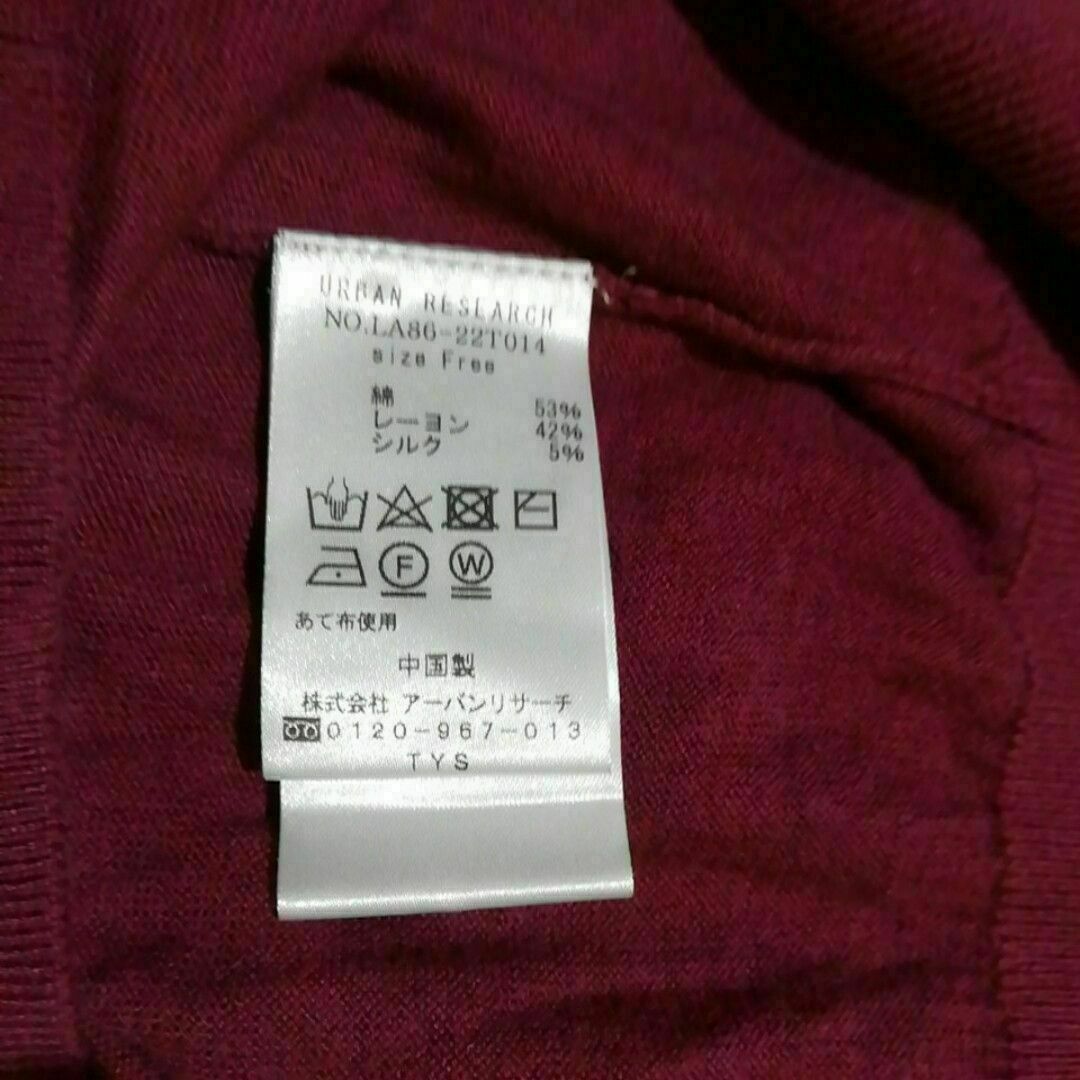 URBAN RESEARCH
NO.LA86-22T014
size Free
綿 53%
レーヨン 42%
シルク 5%
F W
あて布使用
中国製
株式会社 アーバンリサーチ
0120-967-013
TYS